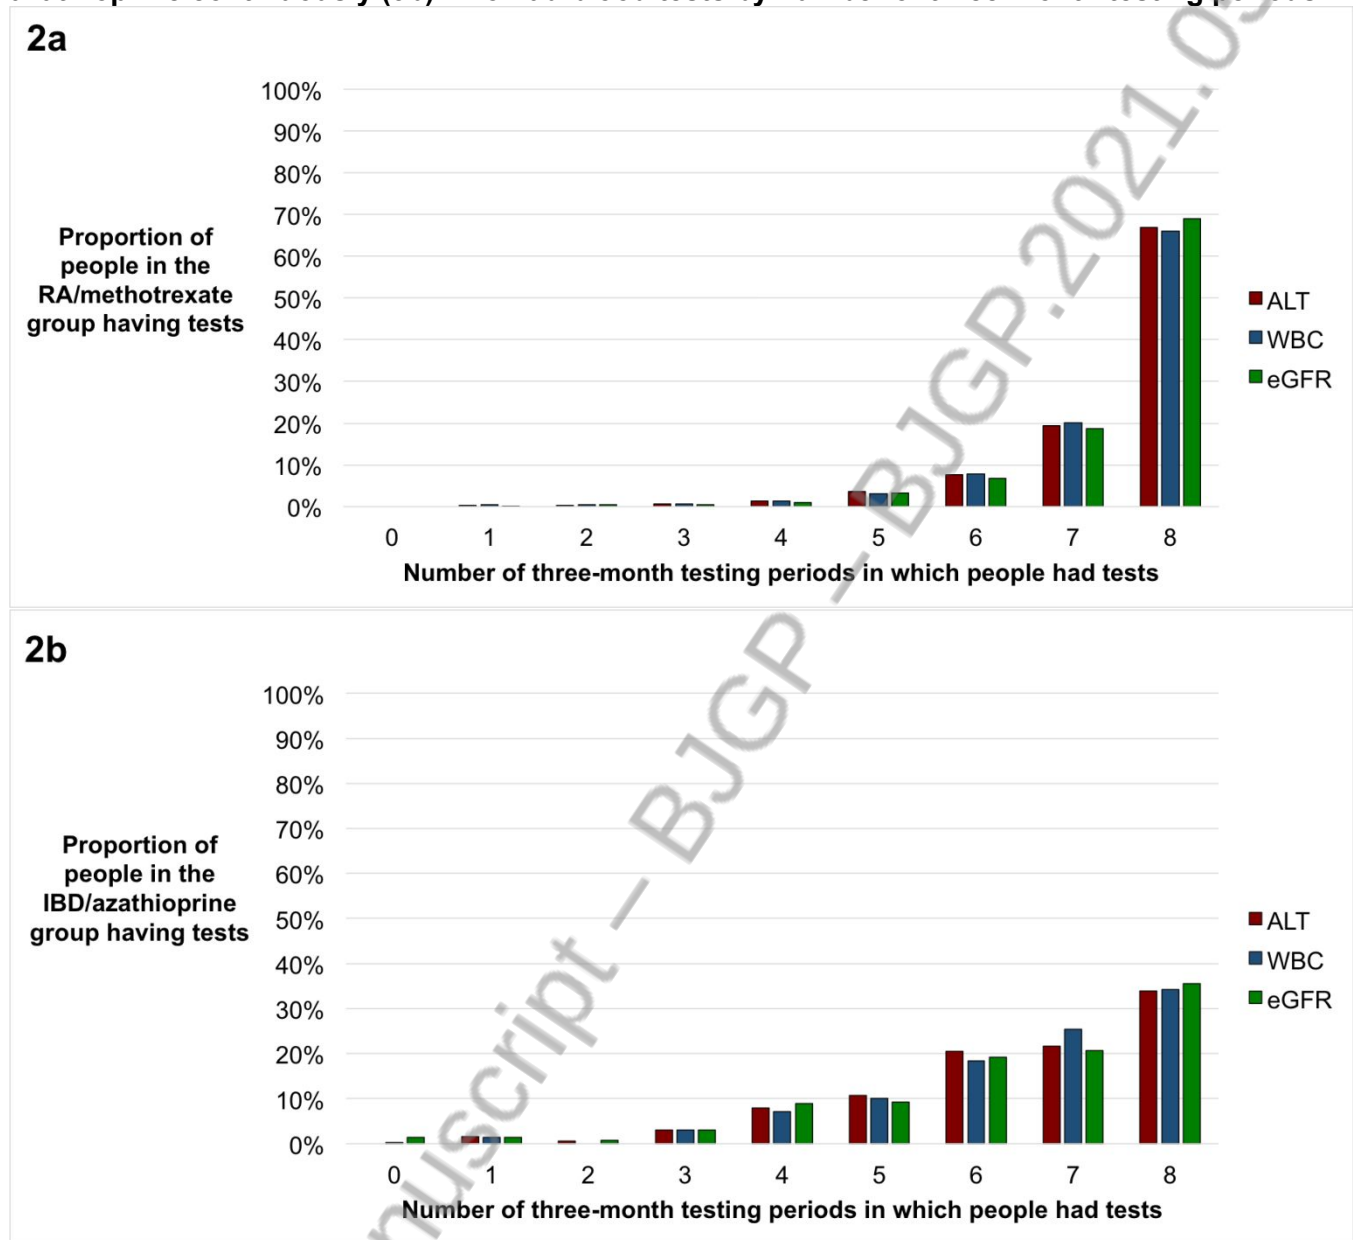 2a
100%
90%
80%
70%
60%
50%
40%
30%
20%
10%
0%
Proportion of
people in the
RA/methotrexate
group having tests
ALT
WBC
eGFR
0 1 2 3 4 5 6 7 8
Number of three-month testing periods in which people had tests
2b
100%
90%
80%
70%
60%
50%
40%
30%
20%
10%
0%
Proportion of
people in the
IBD/azathioprine
group having tests
ALT
WBC
eGFR
0 1 2 3 4 5 6 7 8
Number of three-month testing periods in which people had tests
nuscript – BJGP – BJGP.2021.0